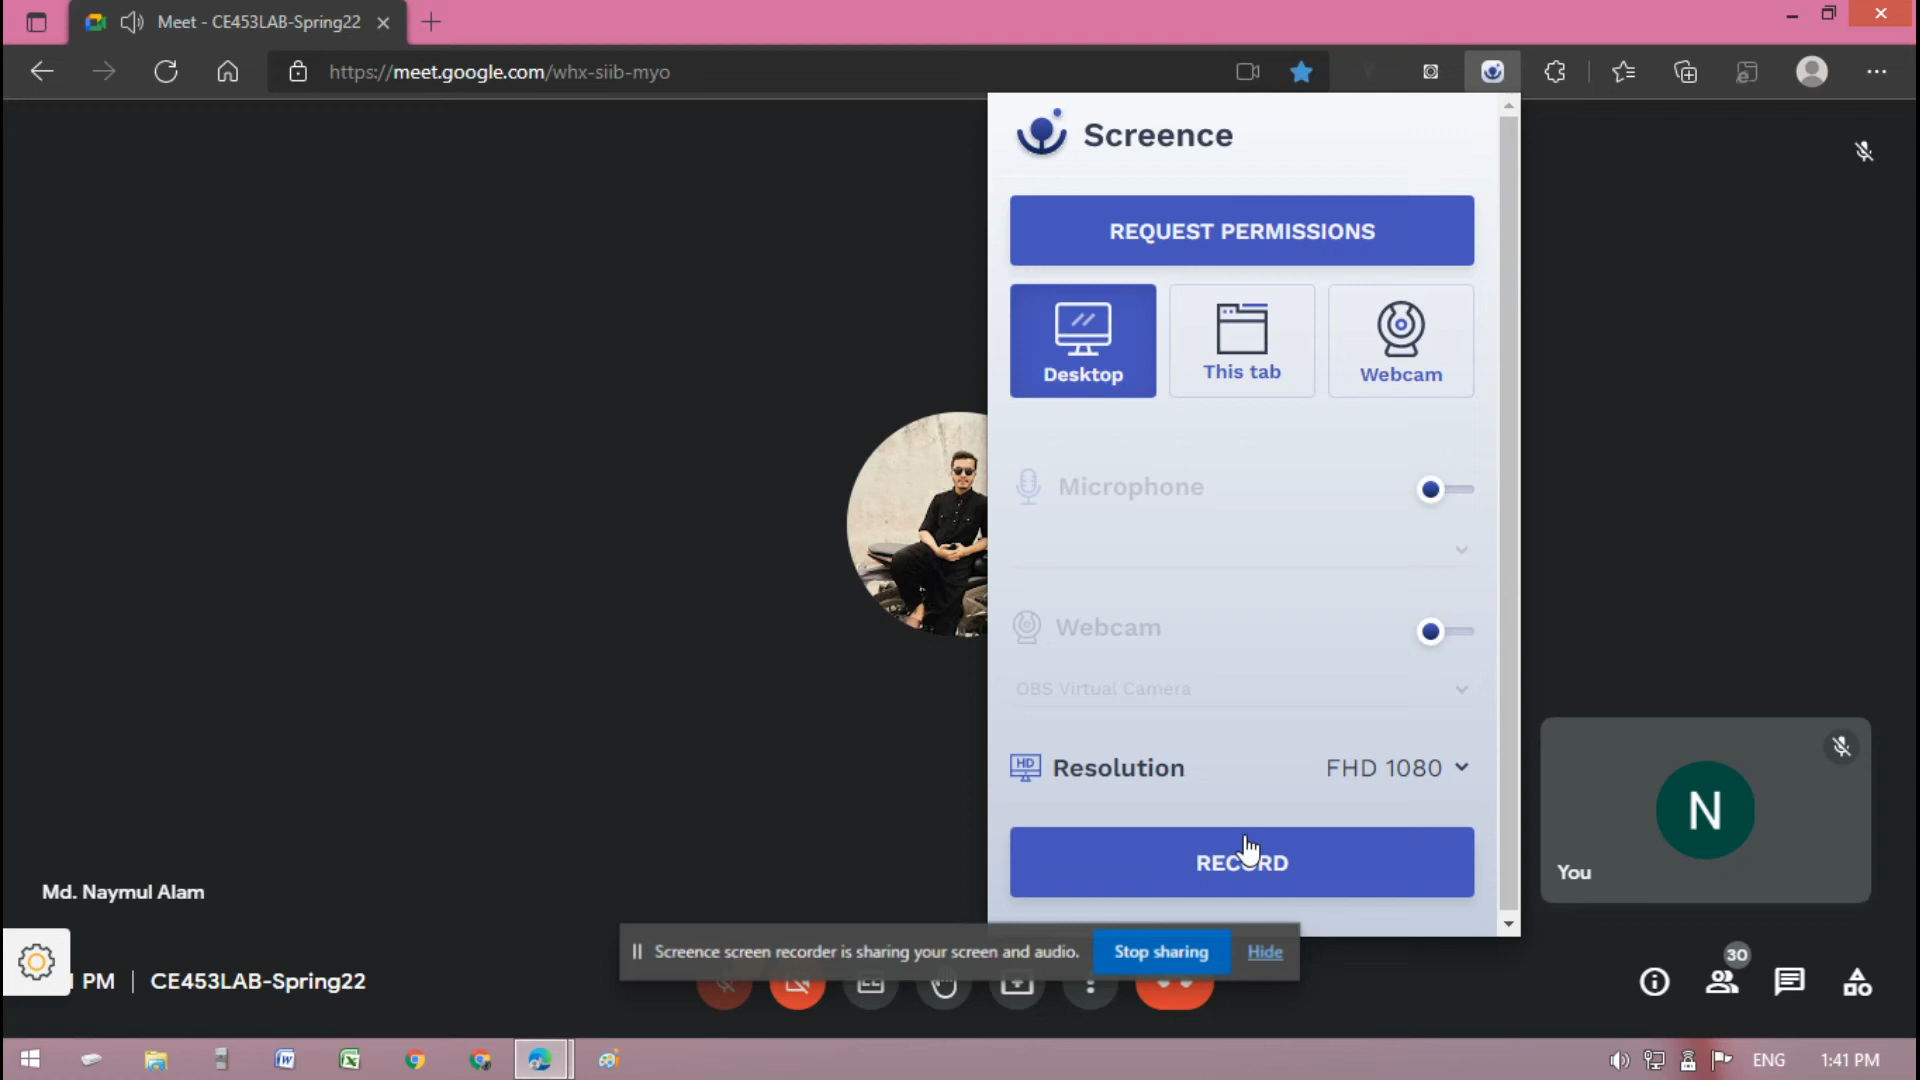 Meet - CE453LAB-Spring22
https://meet.google.com/whx-siib-myo
Screence
REQUEST PERMISSIONS
Desktop
This tab
Webcam
Microphone
Webcam
OBS Virtual Camera
HD
Resolution
FHD 1080
RECORD
N
You
Md. Naymul Alam
Screence screen recorder is sharing your screen and audio.
Stop sharing
Hide
PM
CE453LAB-Spring22
30
ENG
1:41 PM